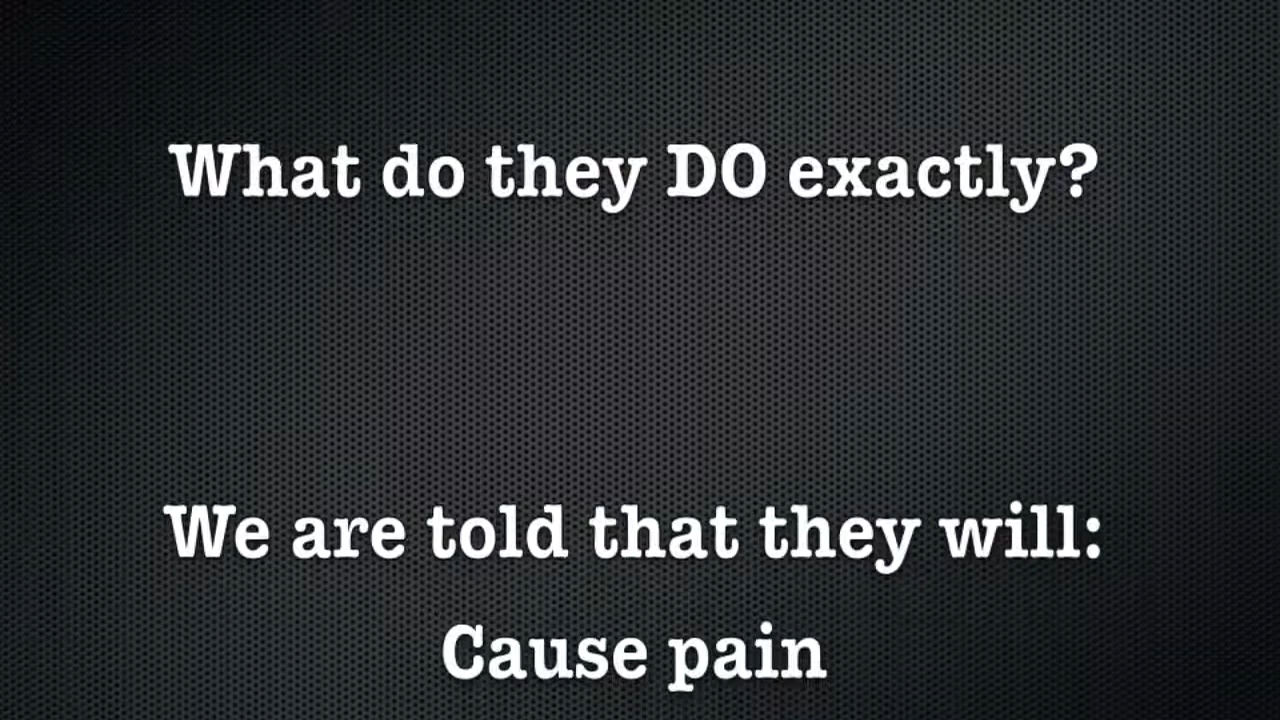 What do they DO exactly?
We are told that they will:
Cause pain